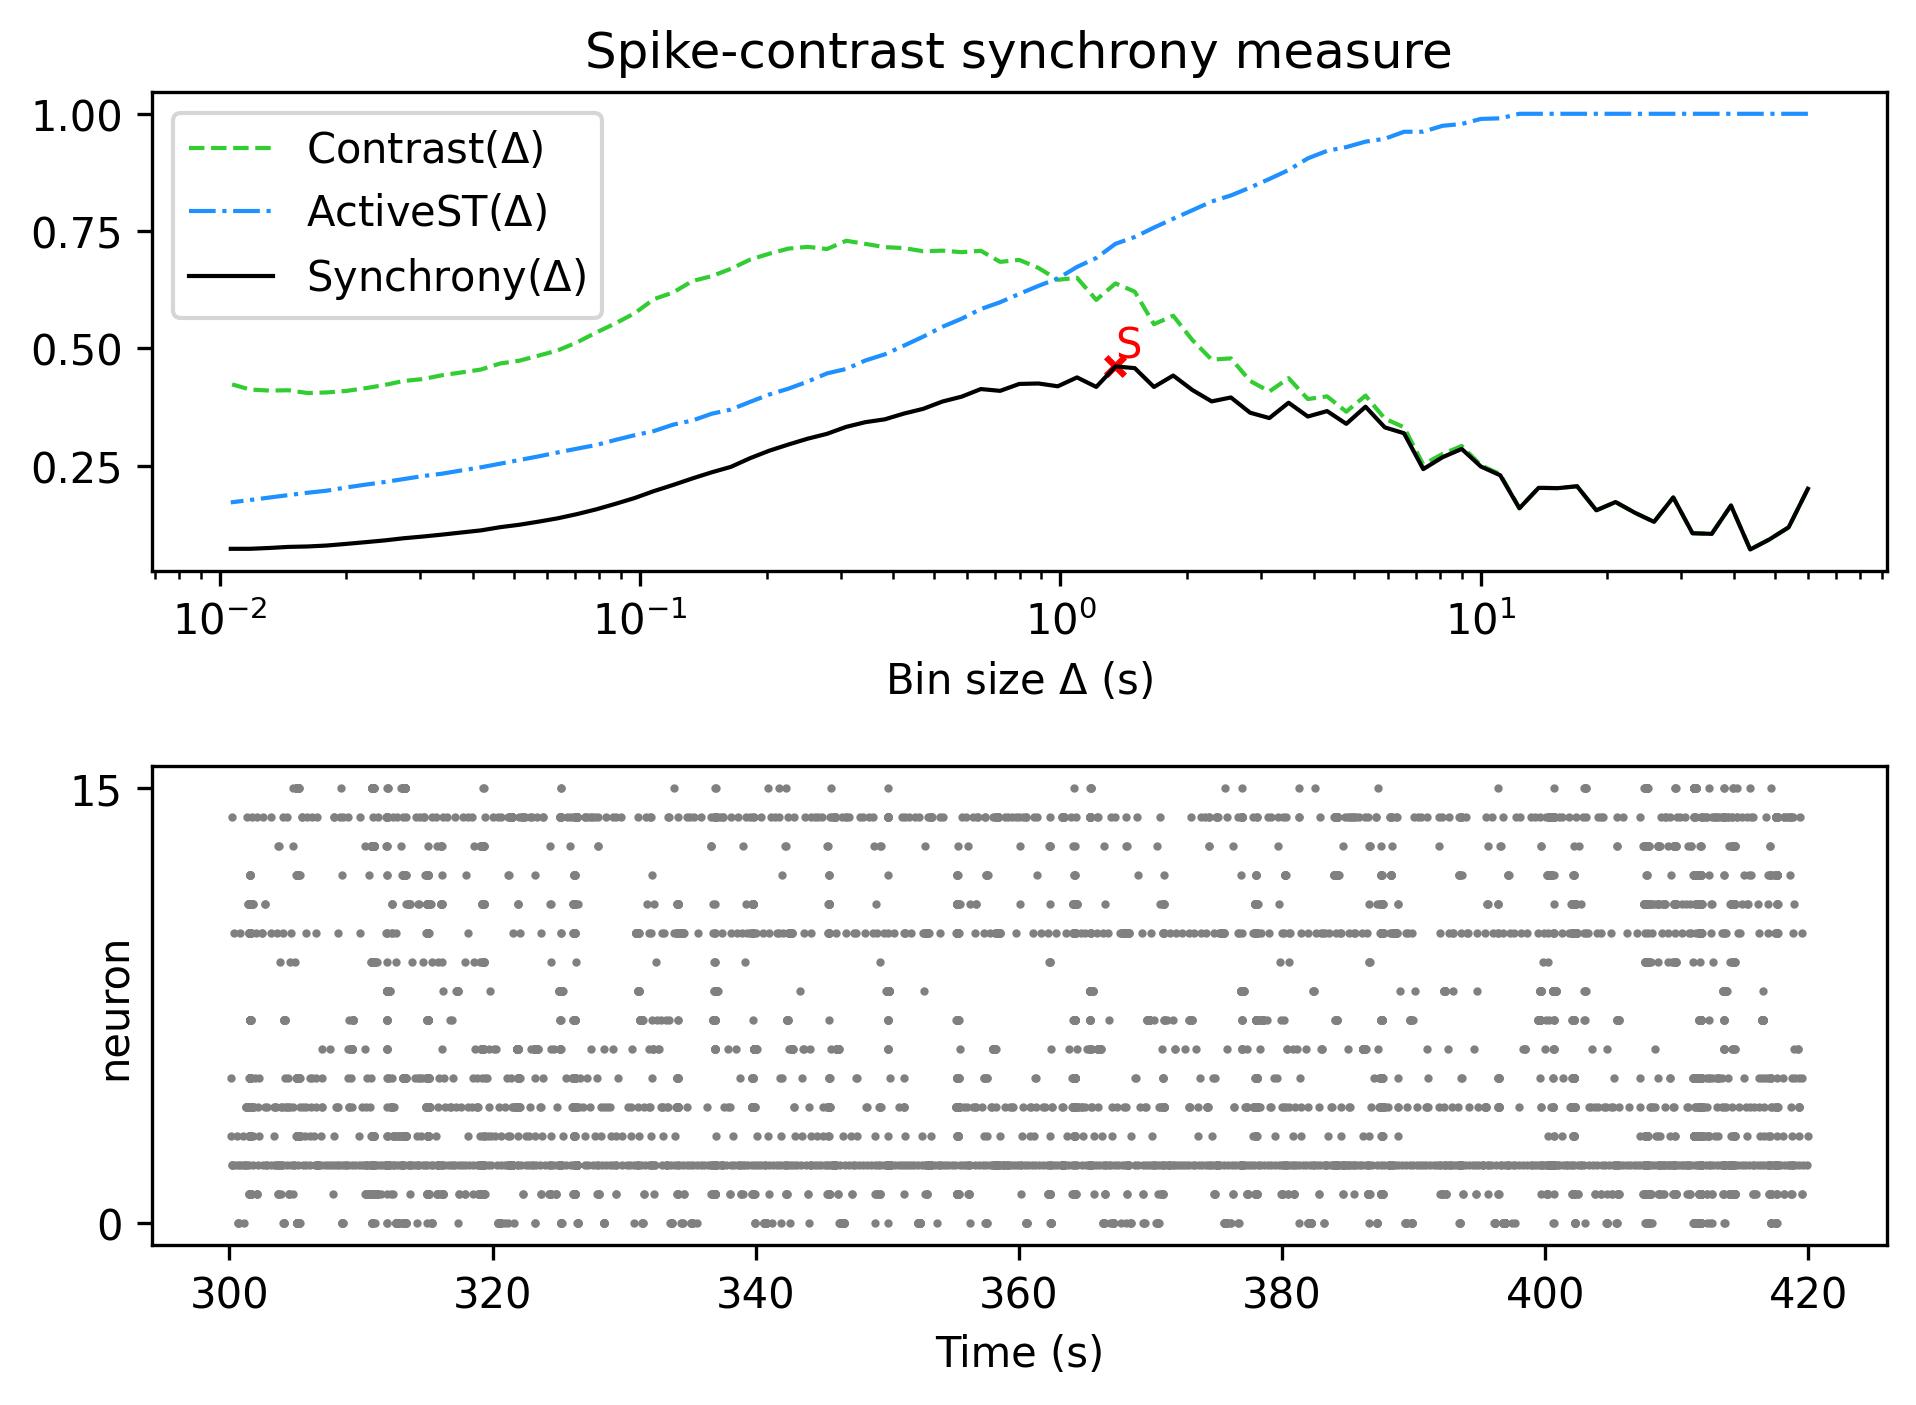 Spike-contrast synchrony measure
1.00
0.75
0.50
0.25
Contrast(Δ)
ActiveST(Δ)
Synchrony(Δ)
S
10⁻² 10⁻¹ 10⁰ 10¹
Bin size Δ (s)
15
0
neuron
300 320 340 360 380 400 420
Time (s)